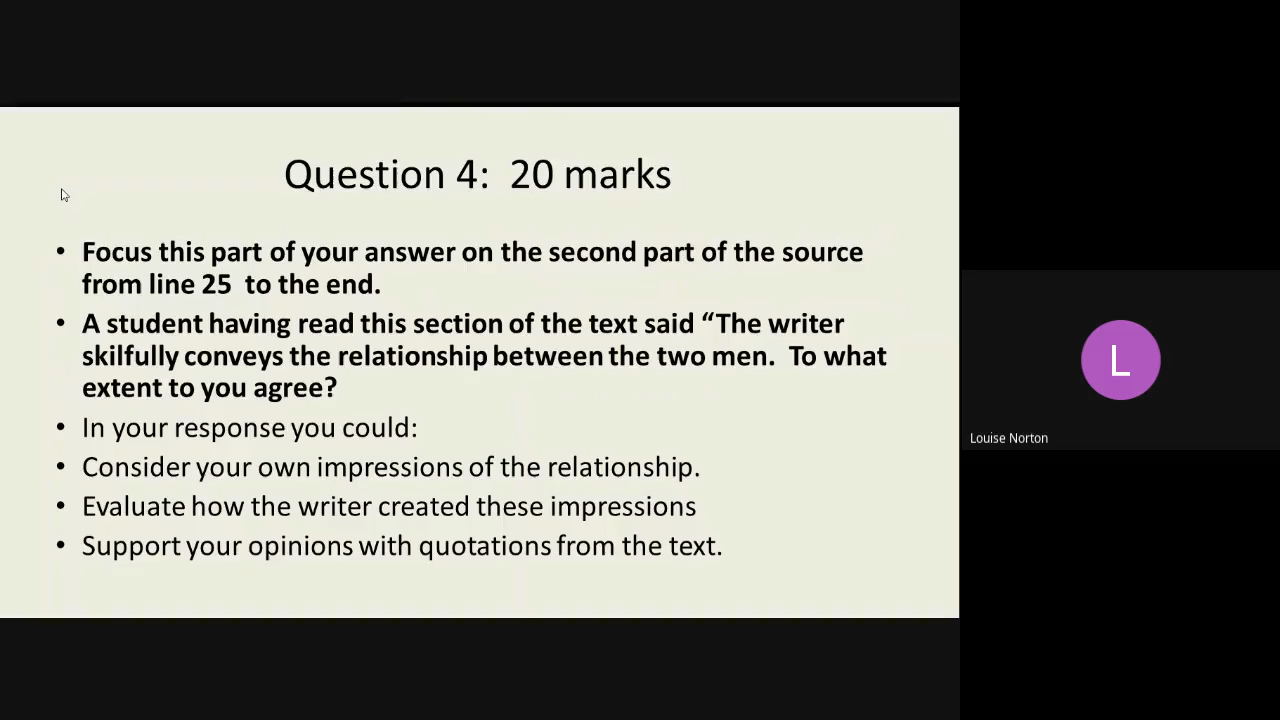 Question 4: 20 marks
• Focus this part of your answer on the second part of the source
from line 25 to the end.
• A student having read this section of the text said “The writer
skilfully conveys the relationship between the two men. To what
extent to you agree?
• In your response you could:
• Consider your own impressions of the relationship.
• Evaluate how the writer created these impressions
• Support your opinions with quotations from the text.
L
Louise Norton